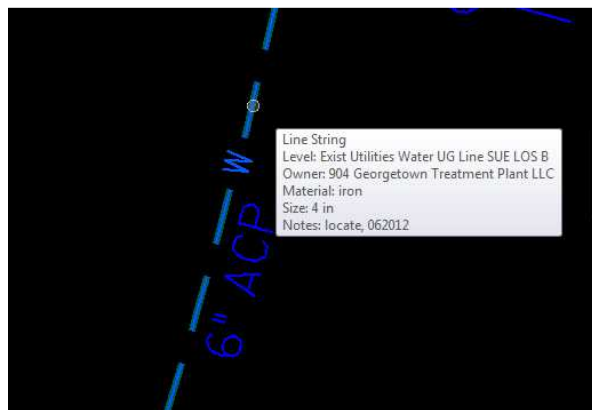 Line String
Level: Exist Utilities Water UG Line SUE LOS B
Owner: 904 Georgetown Treatment Plant LLC
Material: iron
Size: 4 in
Notes: locate, 062012
W
6" ACP